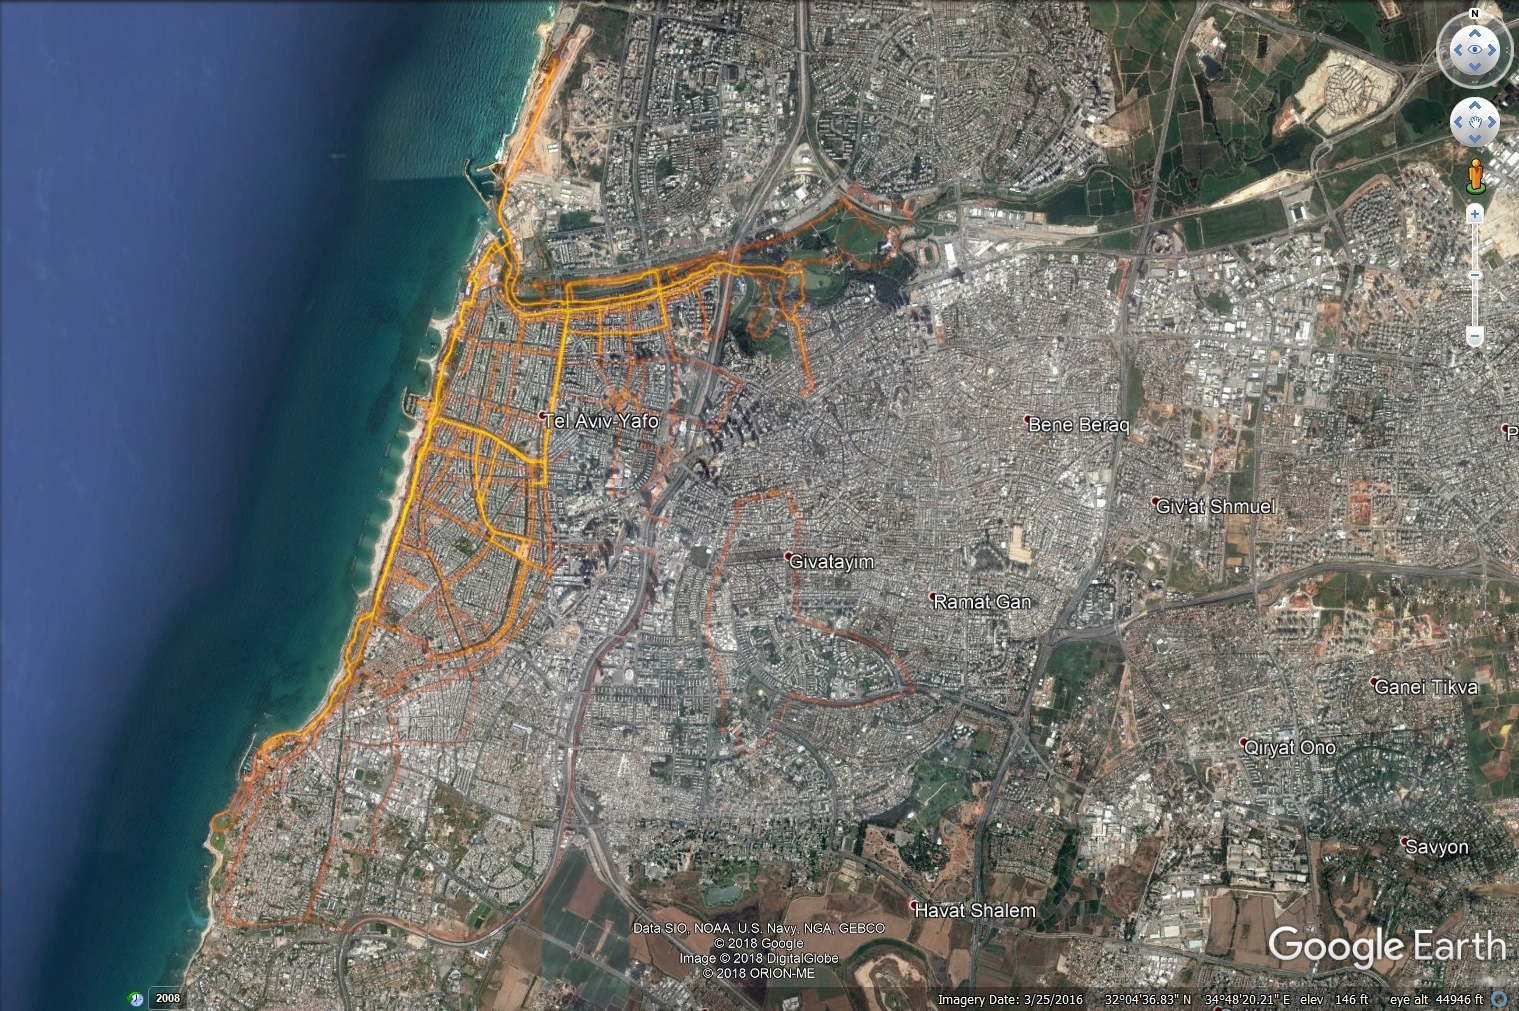 N
Tel Aviv-Yafo
Bene Beraq
P
Giv'at Shmuel
Givatayim
Ramat Gan
Ganei Tikva
Qiryat Ono
Savyon
Havat Shalem
Data SIO, NOAA, U.S. Navy, NGA, GEBCO
© 2018 Google
Image © 2018 DigitalGlobe
© 2018 ORION-ME
Google Earth
2008
Imagery Date: 3/25/2016 32°04'36.83" N 34°48'20.21" E elev 146 ft eye alt 44946 ft